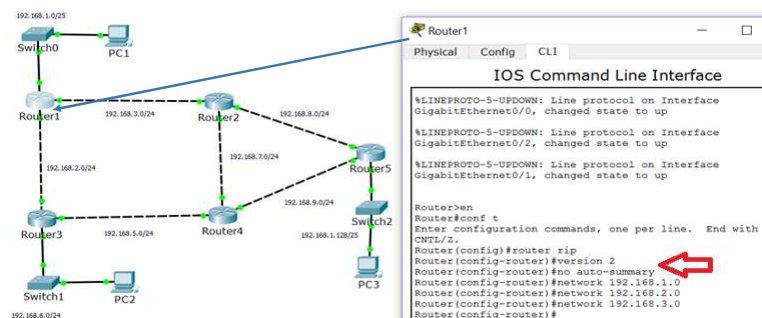 192.168.1.0/25
Switch0
PC1
Router1
192.168.3.0/24
Router2
192.168.8.0/24
192.168.2.0/24
192.168.7.0/24
Router5
Router3
192.168.5.0/24
Router4
192.168.9.0/24
Switch2
192.168.1.128/25
Switch1
PC2
PC3
192.168.6.0/24
Router1
Physical Config CLI
IOS Command Line Interface
%LINEPROTO-5-UPDOWN: Line protocol on Interface
GigabitEthernet0/0, changed state to up
%LINEPROTO-5-UPDOWN: Line protocol on Interface
GigabitEthernet0/2, changed state to up
%LINEPROTO-5-UPDOWN: Line protocol on Interface
GigabitEthernet0/1, changed state to up
Router>en
Router#conf t
Enter configuration commands, one per line. End with
CNTL/Z.
Router(config)#router rip
Router(config-router)#version 2
Router(config-router)#no auto-summary
Router(config-router)#network 192.168.1.0
Router(config-router)#network 192.168.2.0
Router(config-router)#network 192.168.3.0
Router(config-router)#